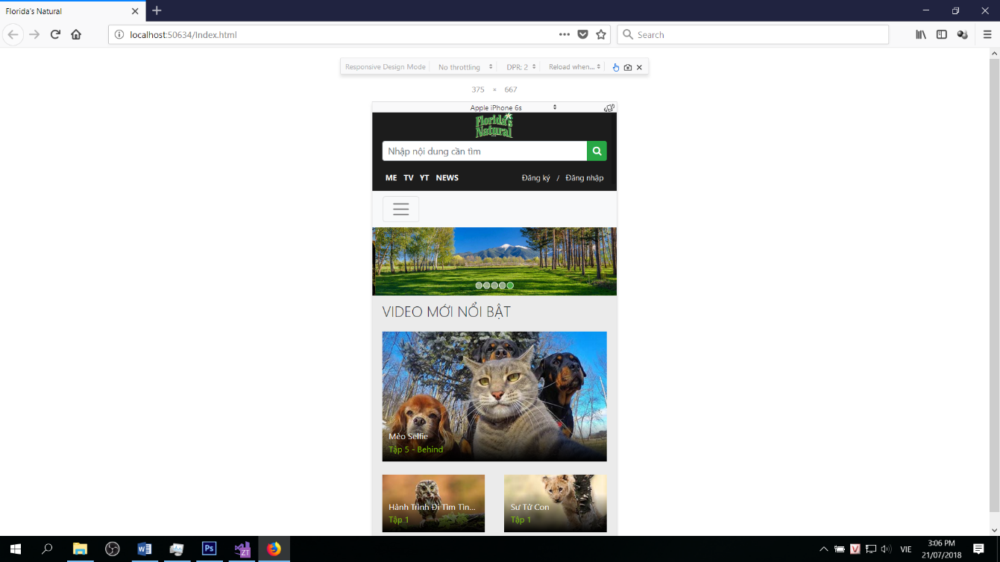 Florida's Natural
localhost:50634/Index.html
Search
Responsive Design Mode No throttling DPR: 2 Reload when...
375 × 667
Apple iPhone 6s
Florida's
Natural
Nhập nội dung cần tìm
ME TV YT NEWS Đăng ký / Đăng nhập
VIDEO MỚI NỔI BẬT
Mèo Selfie
Tập 5 - Behind
Hành Trình Đi Tìm Tìn... Sư Tử Con
Tập 1 Tập 1
W Ps ZT V VIE 3:06 PM
21/07/2018